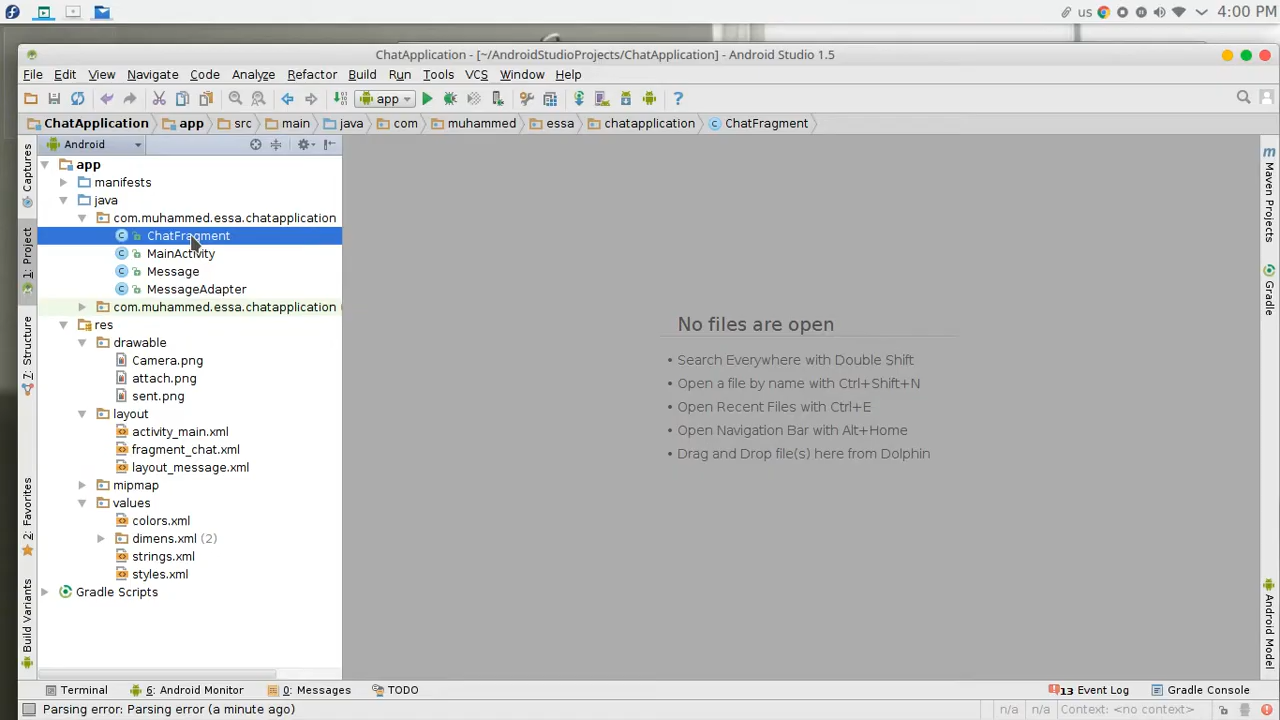 us 4:00 PM
ChatApplication - [~/AndroidStudioProjects/ChatApplication] - Android Studio 1.5
File Edit View Navigate Code Analyze Refactor Build Run Tools VCS Window Help
app
ChatApplication app src main java com muhammed essa chatapplication ChatFragment
Android
Captures
1: Project
7: Structure
2: Favorites
Build Variants
app
manifests
java
com.muhammed.essa.chatapplication
ChatFragment
MainActivity
Message
MessageAdapter
com.muhammed.essa.chatapplication
res
drawable
Camera.png
attach.png
sent.png
layout
activity_main.xml
fragment_chat.xml
layout_message.xml
mipmap
values
colors.xml
dimens.xml (2)
strings.xml
styles.xml
Gradle Scripts
No files are open
• Search Everywhere with Double Shift
• Open a file by name with Ctrl+Shift+N
• Open Recent Files with Ctrl+E
• Open Navigation Bar with Alt+Home
• Drag and Drop file(s) here from Dolphin
m Maven Projects
Gradle
Android Model
Terminal 6: Android Monitor 0: Messages TODO 13 Event Log Gradle Console
Parsing error: Parsing error (a minute ago) n/a n/a Context: <no context>